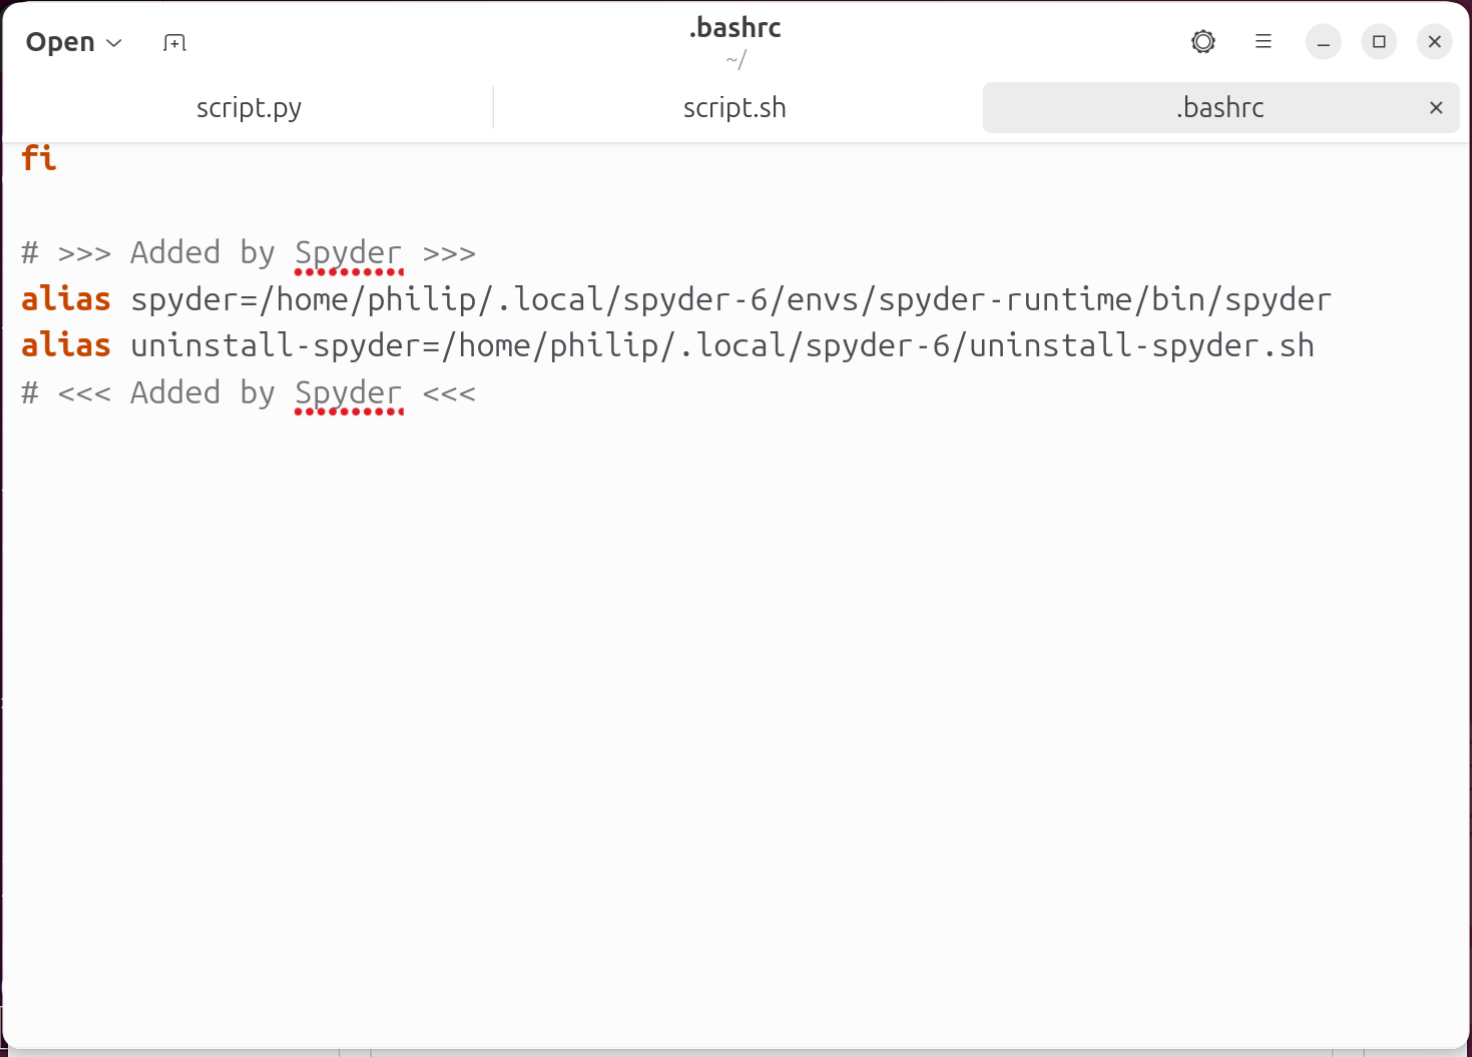 Open
.bashrc
~/
script.py
script.sh
.bashrc
fi
# >>> Added by Spyder >>>
alias spyder=/home/philip/.local/spyder-6/envs/spyder-runtime/bin/spyder
alias uninstall-spyder=/home/philip/.local/spyder-6/uninstall-spyder.sh
# <<< Added by Spyder <<<